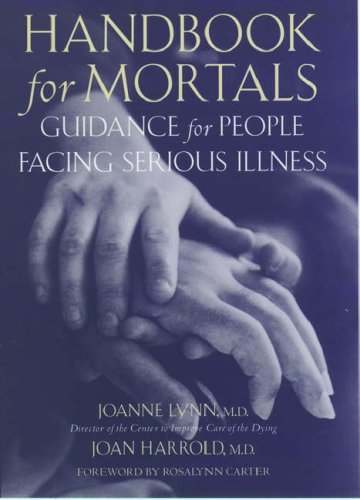 HANDBOOK
for MORTALS
GUIDANCE for PEOPLE
FACING SERIOUS ILLNESS
JOANNE LYNN, M.D.
Director of the Center to Improve Care of the Dying
JOAN HARROLD, M.D.
FOREWORD BY ROSALYNN CARTER